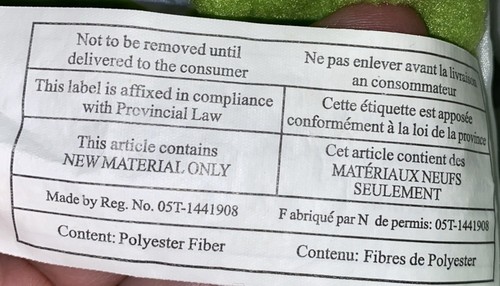 Not to be removed until
delivered to the consumer
Ne pas enlever avant la livraison
an consommateur
This label is affixed in compliance
with Provincial Law
Cette étiquette est apposée
conformément à la loi de la province
This article contains
NEW MATERIAL ONLY
Cet article contient des
MATÉRIAUX NEUFS
SEULEMENT
Made by Reg. No. 05T-1441908
F abriqué par N de permis: 05T-1441908
Content: Polyester Fiber
Contenu: Fibres de Polyester